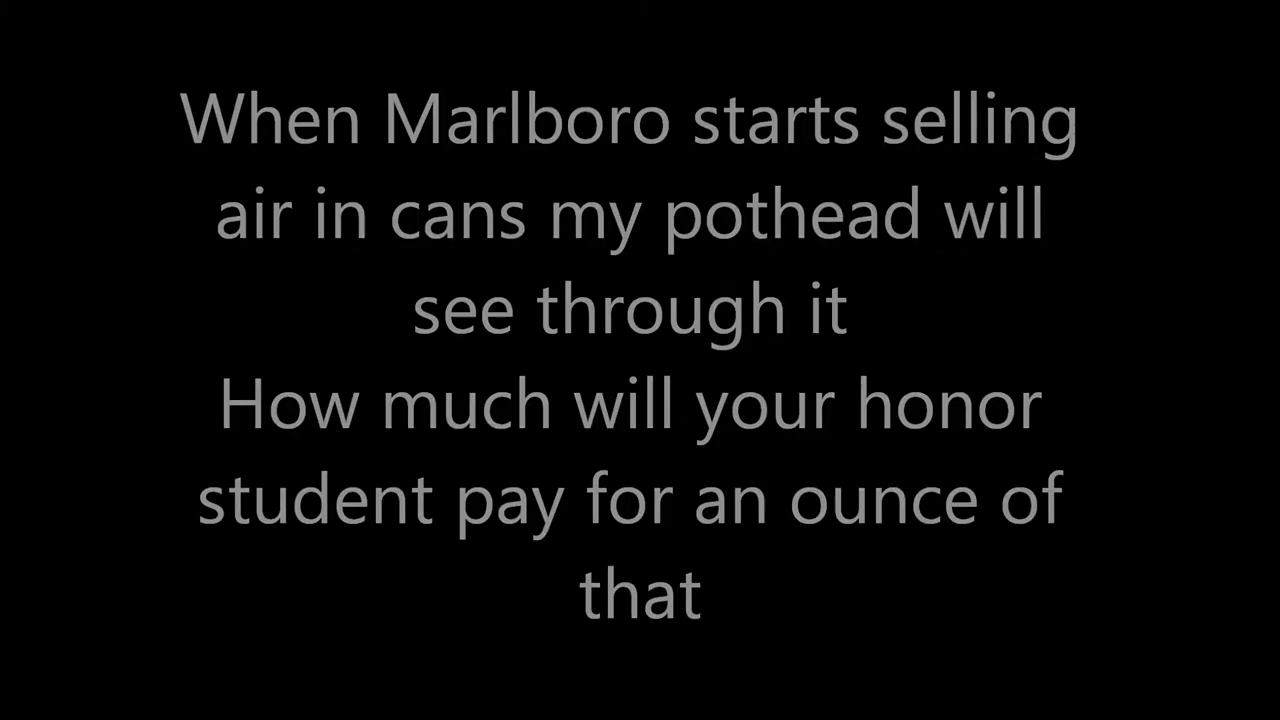 When Marlboro starts selling
air in cans my pothead will
see through it
How much will your honor
student pay for an ounce of
that